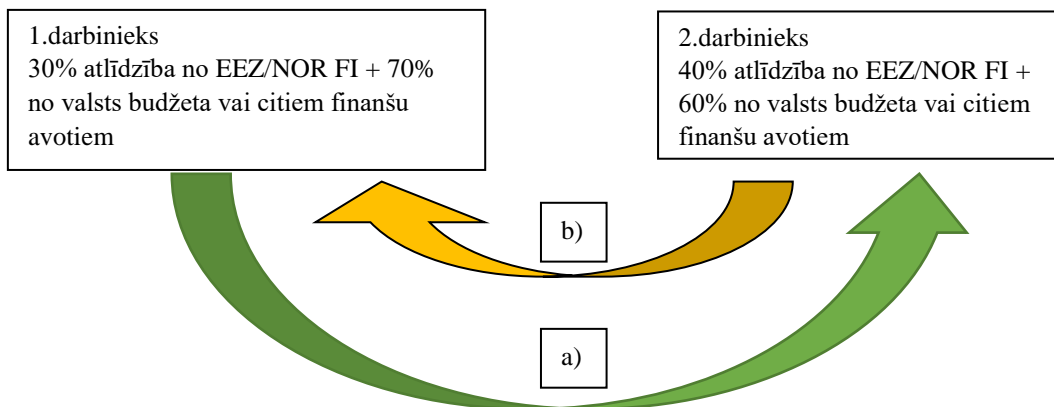 1.darbinieks
30% atlīdzība no EEZ/NOR FI + 70%
no valsts budžeta vai citiem finanšu
avotiem
2.darbinieks
40% atlīdzība no EEZ/NOR FI +
60% no valsts budžeta vai citiem
finanšu avotiem
b)
a)